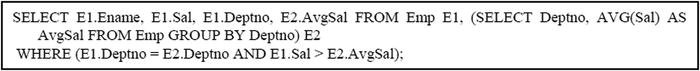 SELECT E1.Ename, E1.Sal, E1.Deptno, E2.AvgSal FROM Emp E1, (SELECT Deptno, AVG(Sal) AS
AvgSal FROM Emp GROUP BY Deptno) E2
WHERE (E1.Deptno = E2.Deptno AND E1.Sal > E2.AvgSal);